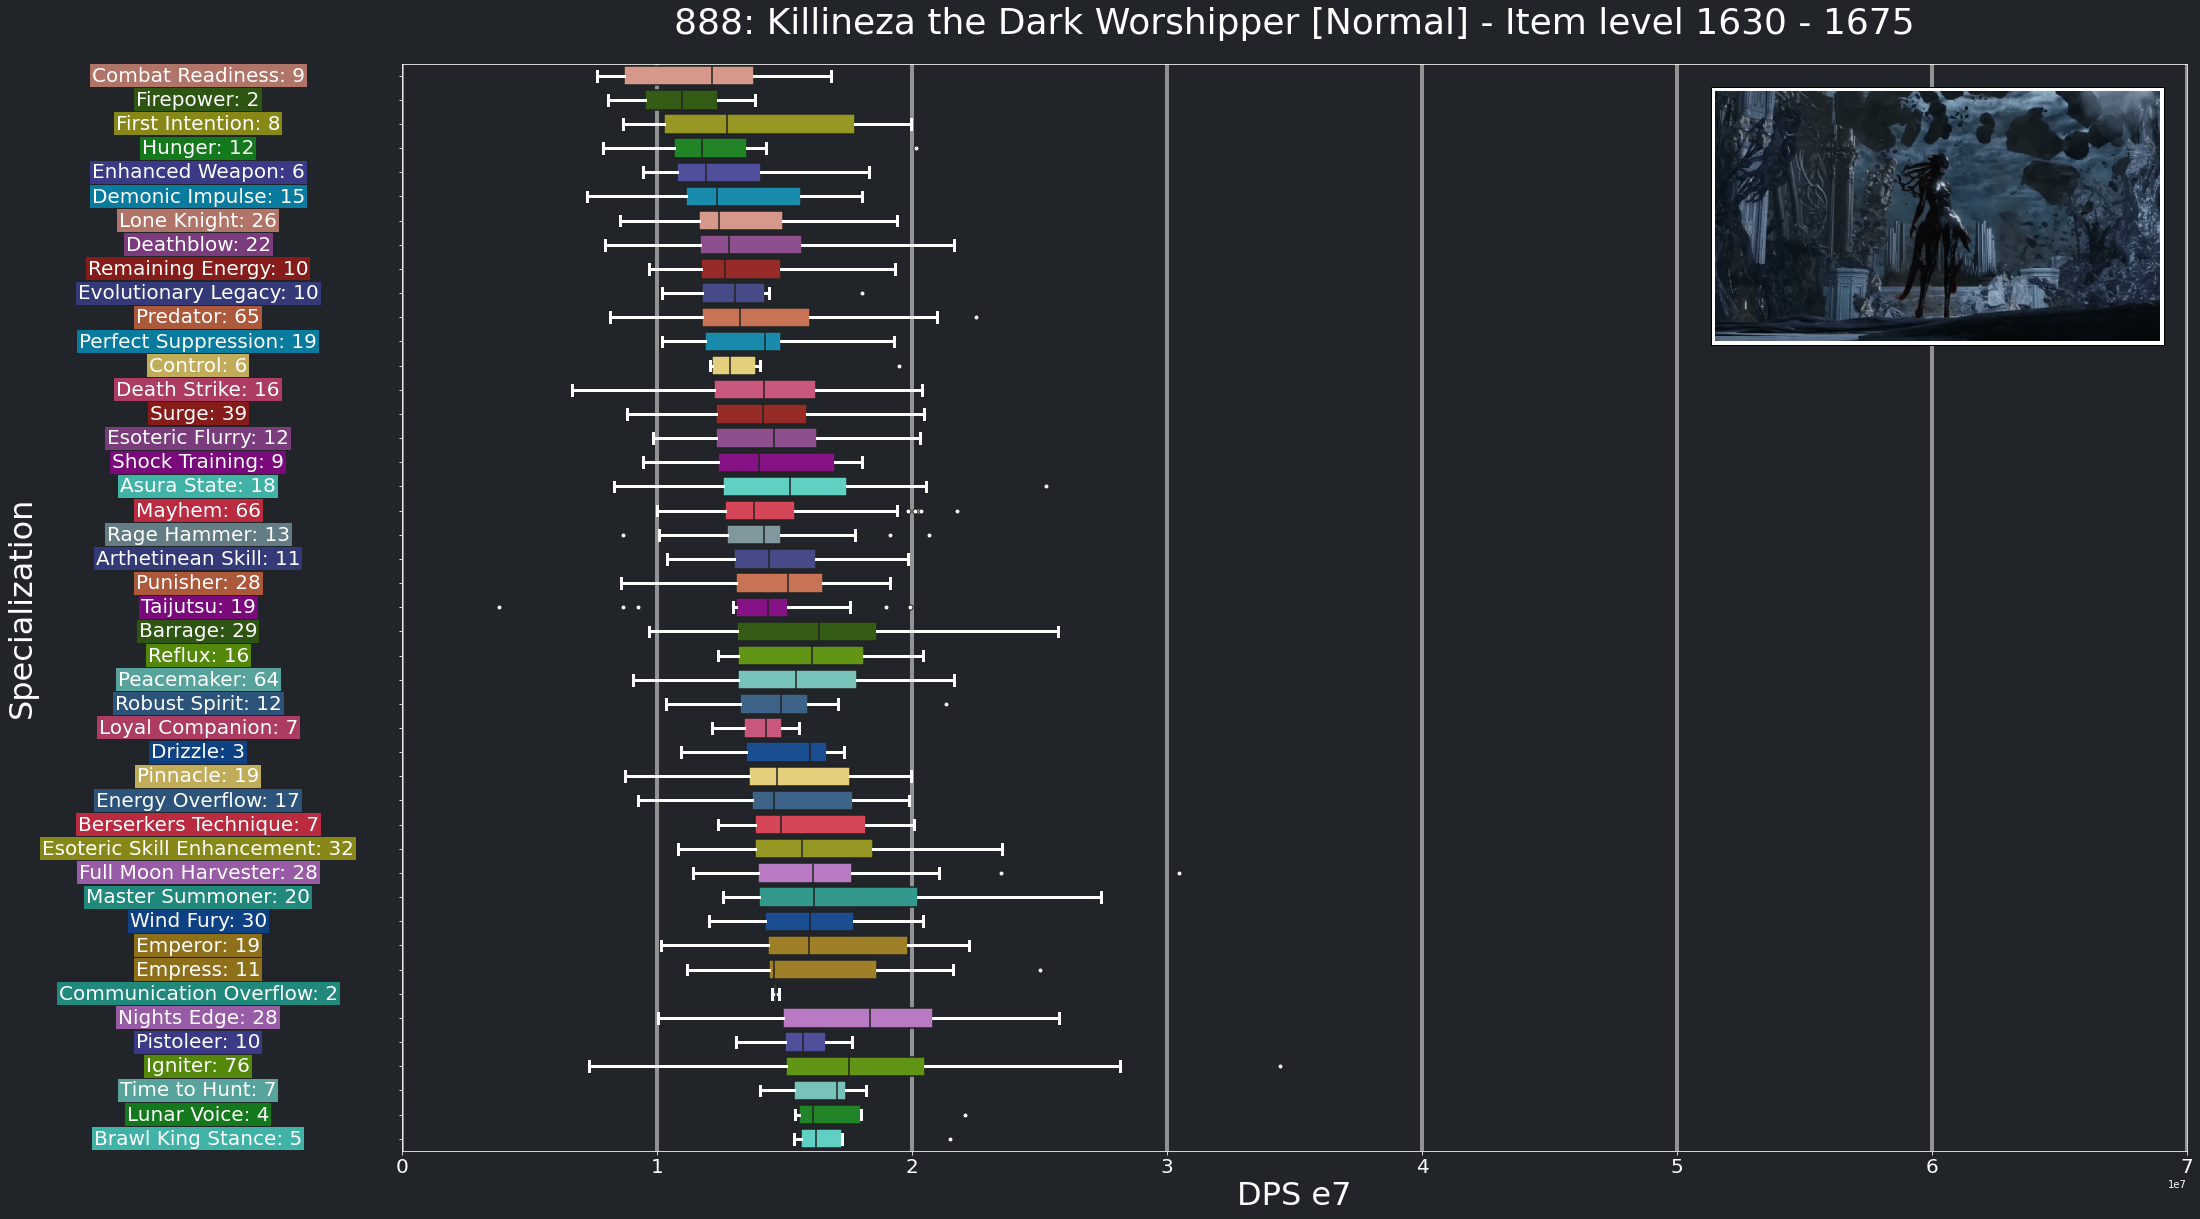 888: Killineza the Dark Worshipper [Normal] - Item level 1630 - 1675
Specialization
Combat Readiness: 9
Firepower: 2
First Intention: 8
Hunger: 12
Enhanced Weapon: 6
Demonic Impulse: 15
Lone Knight: 26
Deathblow: 22
Remaining Energy: 10
Evolutionary Legacy: 10
Predator: 65
Perfect Suppression: 19
Control: 6
Death Strike: 16
Surge: 39
Esoteric Flurry: 12
Shock Training: 9
Asura State: 18
Mayhem: 66
Rage Hammer: 13
Arthetinean Skill: 11
Punisher: 28
Taijutsu: 19
Barrage: 29
Reflux: 16
Peacemaker: 64
Robust Spirit: 12
Loyal Companion: 7
Drizzle: 3
Pinnacle: 19
Energy Overflow: 17
Berserkers Technique: 7
Esoteric Skill Enhancement: 32
Full Moon Harvester: 28
Master Summoner: 20
Wind Fury: 30
Emperor: 19
Empress: 11
Communication Overflow: 2
Nights Edge: 28
Pistoleer: 10
Igniter: 76
Time to Hunt: 7
Lunar Voice: 4
Brawl King Stance: 5
0 1 2 3 4 5 6 7
1e7
DPS e7